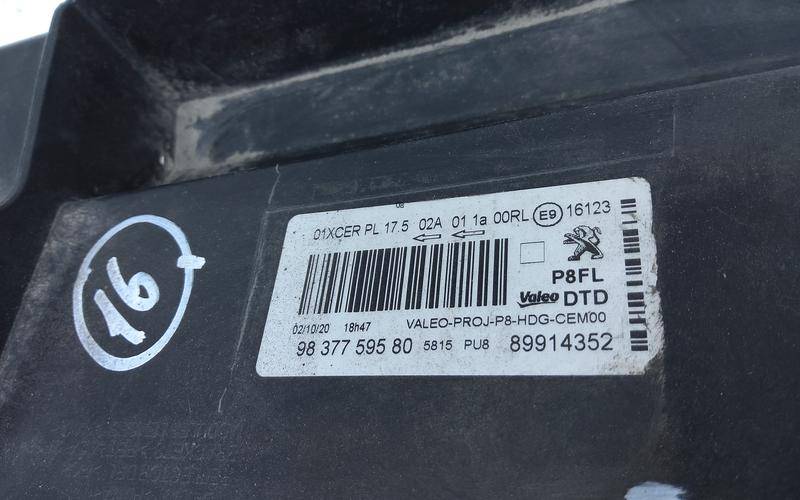 01XCER PL 17.5 02A 01 1a 00RL E9 16123
P8FL
Valeo DTD
02/10/20 18h47 VALEO-PROJ-P8-HDG-CEM00
98 377 595 80 5815 PU8 89914352
16